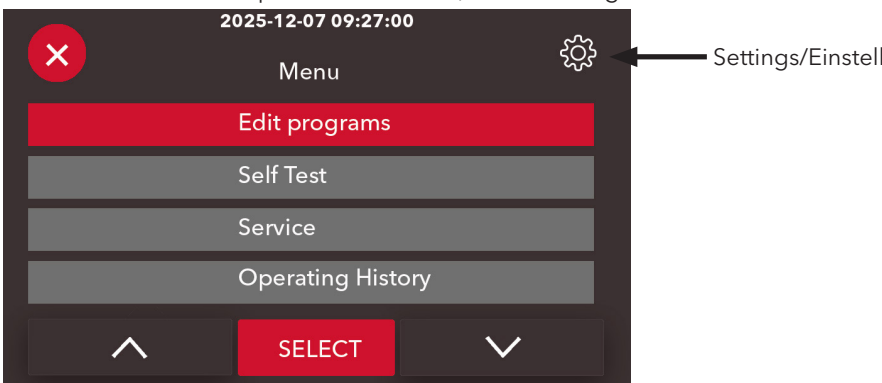 2025-12-07 09:27:00
Menu
Settings/Einstell
Edit programs
Self Test
Service
Operating History
SELECT